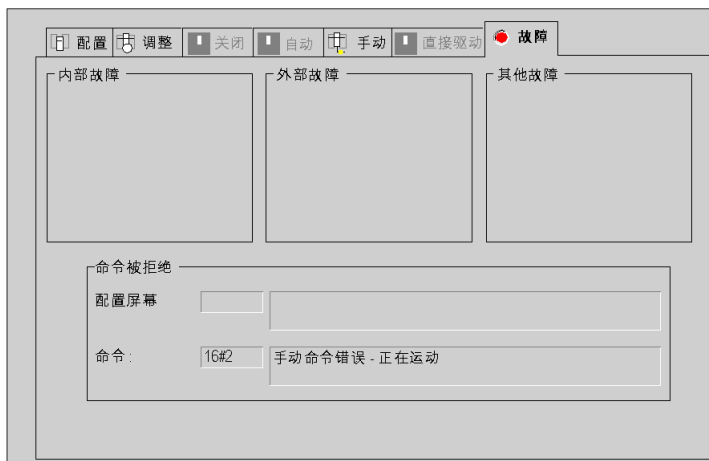 配置 调整 关闭 自动 手动 直接驱动 故障
内部故障 外部故障 其他故障
命令被拒绝
配置屏幕
命令: 16#2 手动命令错误 - 正在运动